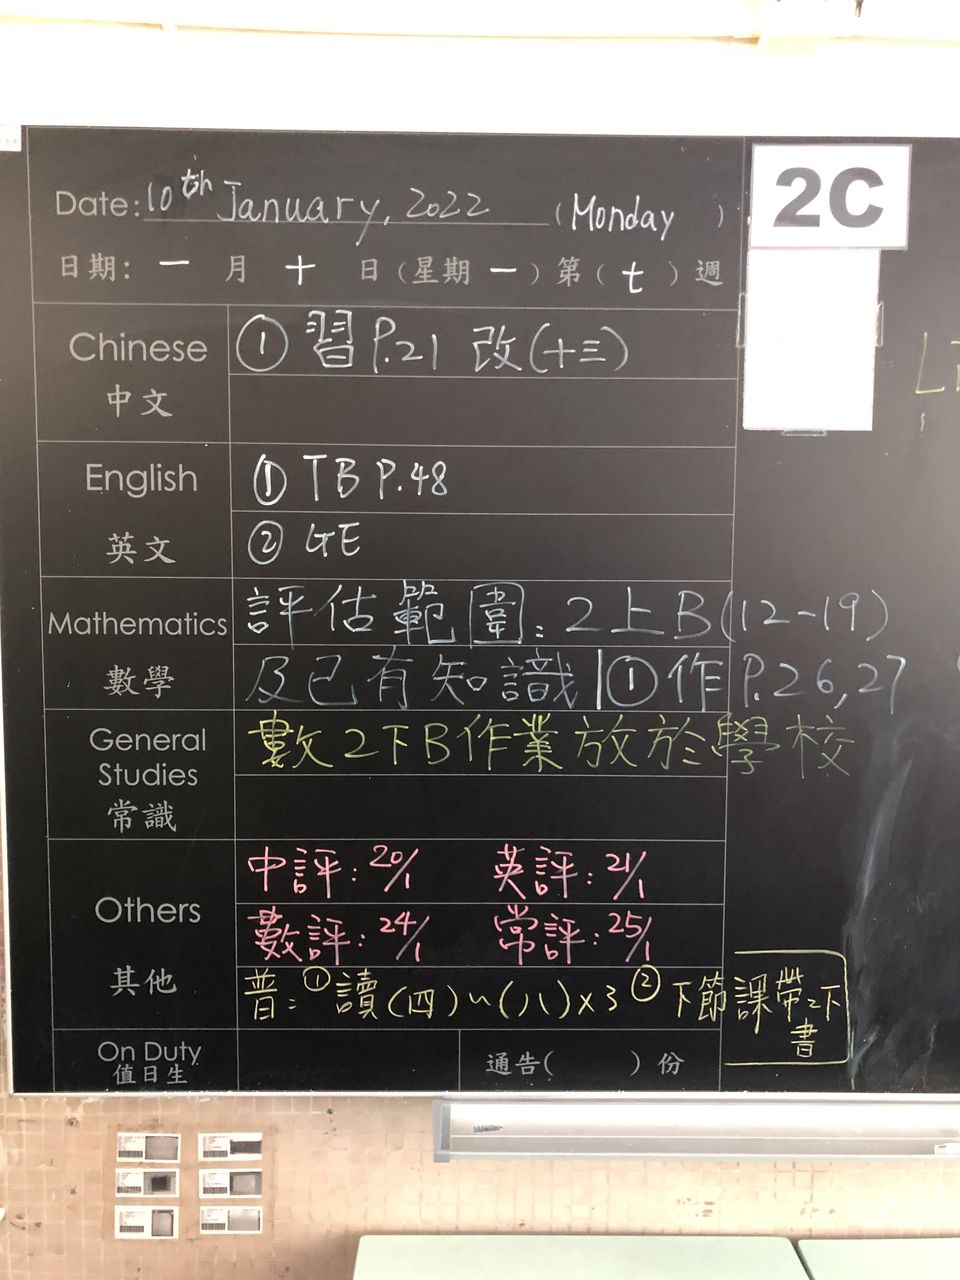 2C
Date: 10th January, 2022 (Monday)
日期: 一 月 十 日 (星期 一) 第 (七) 週
Chinese
中文
① 習 P.21 改(十三)
English
英文
① TB P.48
② GE
Mathematics
數學
評估範圍: 2上B(12-19)
及已有知識 | ① 作 P.26,27
General
Studies
常識
數2下B作業放於學校
Others
其他
中評: 20/1 英評: 21/1
數評: 24/1 常評: 25/1
普: ① 讀(四)~(八)x3 ② 下節課帶二下
書
On Duty
值日生
通告( ) 份